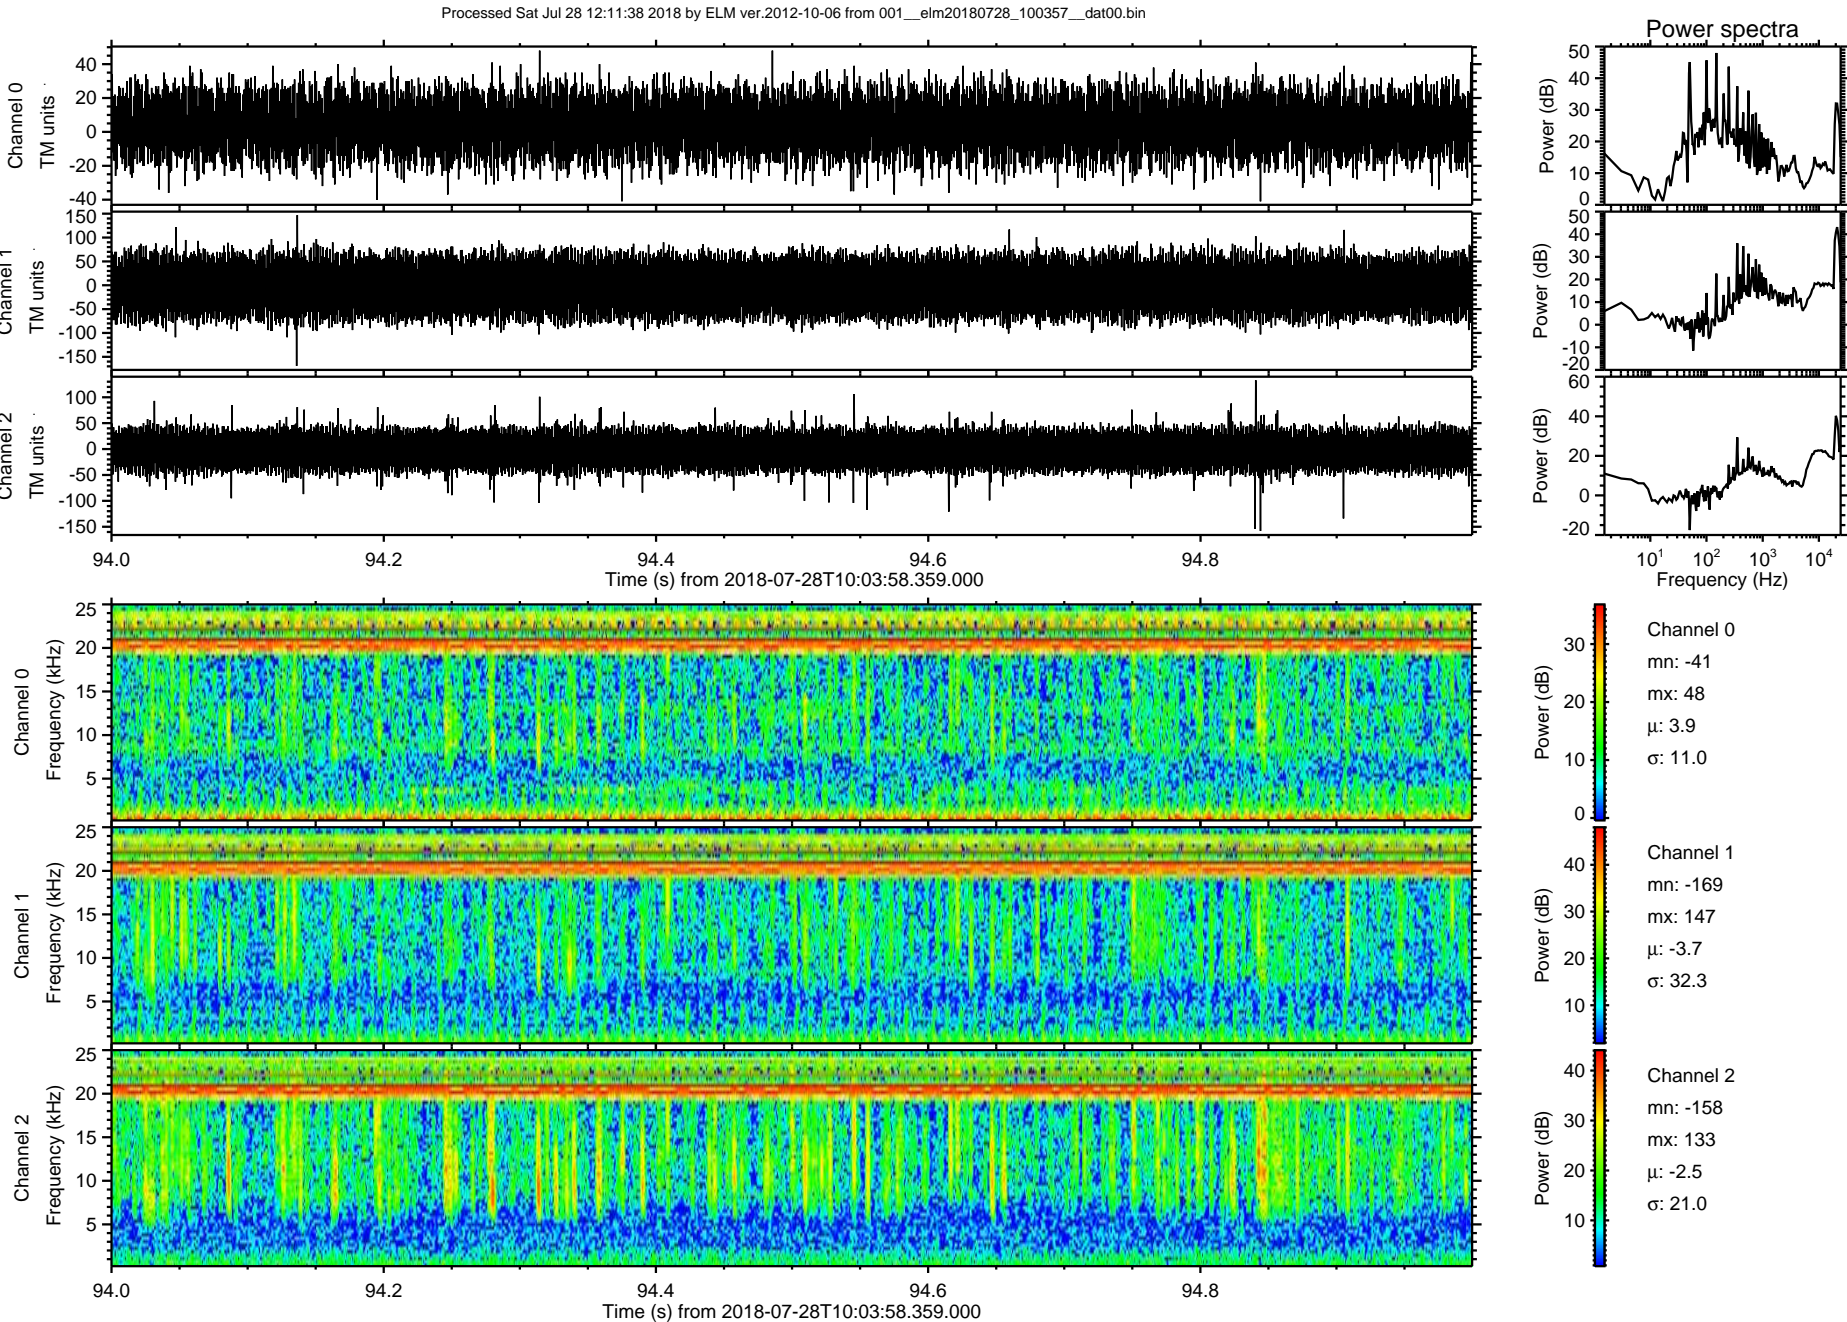 Processed Sat Jul 28 12:11:38 2018 by ELM ver.2012-10-06 from 001__elm20180728_100357__dat00.bin
Power spectra
Channel 0
TM units
40
20
0
-20
-40
Power (dB)
50
40
30
20
10
0
Channel 1
TM units
150
100
50
0
-50
-100
-150
Power (dB)
50
40
30
20
10
0
-10
-20
Channel 2
TM units
100
50
0
-50
-100
-150
Power (dB)
60
40
20
0
-20
94.0 94.2 94.4 94.6 94.8
Time (s) from 2018-07-28T10:03:58.359.000
10¹ 10² 10³ 10⁴
Frequency (Hz)
Channel 0
Frequency (kHz)
25
20
15
10
5
Power (dB)
30
20
10
0
Channel 0
mn: -41
mx: 48
μ: 3.9
σ: 11.0
Channel 1
Frequency (kHz)
25
20
15
10
5
Power (dB)
40
30
20
10
Channel 1
mn: -169
mx: 147
μ: -3.7
σ: 32.3
Channel 2
Frequency (kHz)
25
20
15
10
5
Power (dB)
40
30
20
10
Channel 2
mn: -158
mx: 133
μ: -2.5
σ: 21.0
94.0 94.2 94.4 94.6 94.8
Time (s) from 2018-07-28T10:03:58.359.000